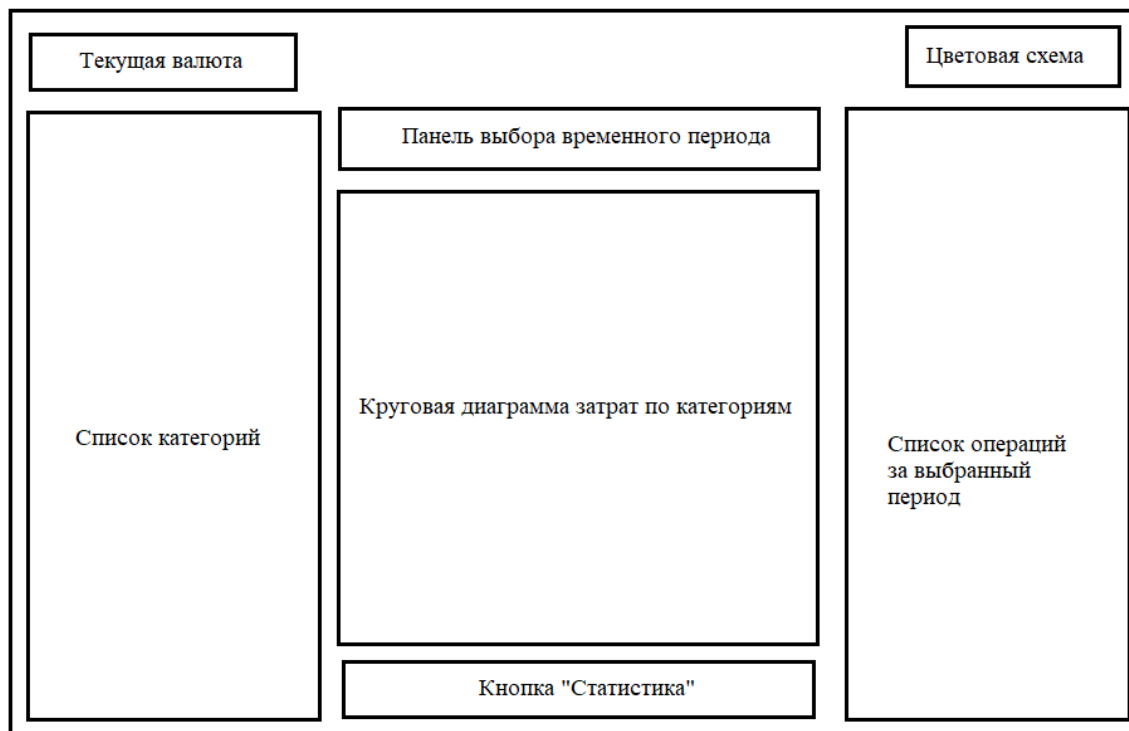 Текущая валюта
Цветовая схема
Панель выбора временного периода
Список категорий
Круговая диаграмма затрат по категориям
Список операций
за выбранный
период
Кнопка "Статистика"